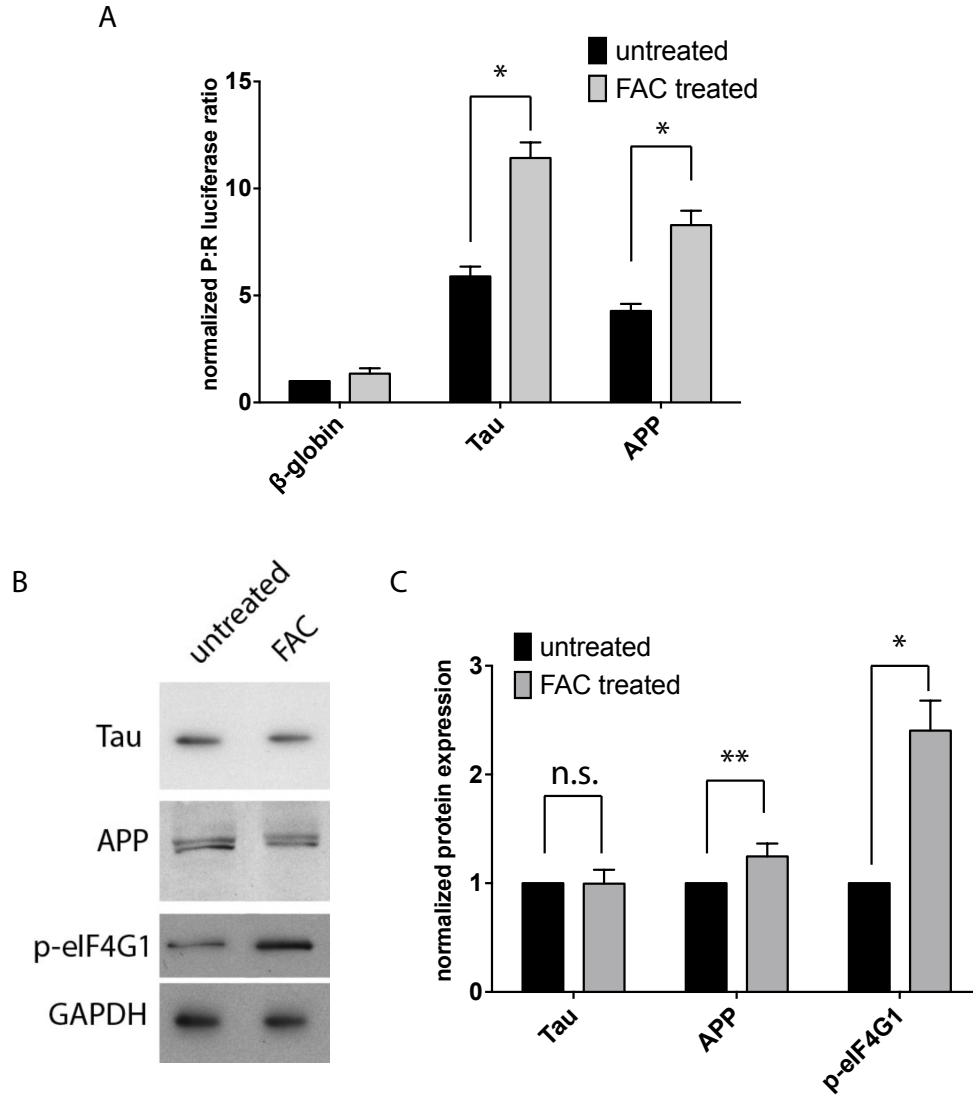 A
untreated
FAC treated
normalized P:R luciferase ratio
15
10
5
0
*
*
β-globin
Tau
APP
B
untreated
FAC
Tau
APP
p-eIF4G1
GAPDH
C
untreated
FAC treated
normalized protein expression
3
2
1
0
n.s.
**
*
Tau
APP
p-eIF4G1